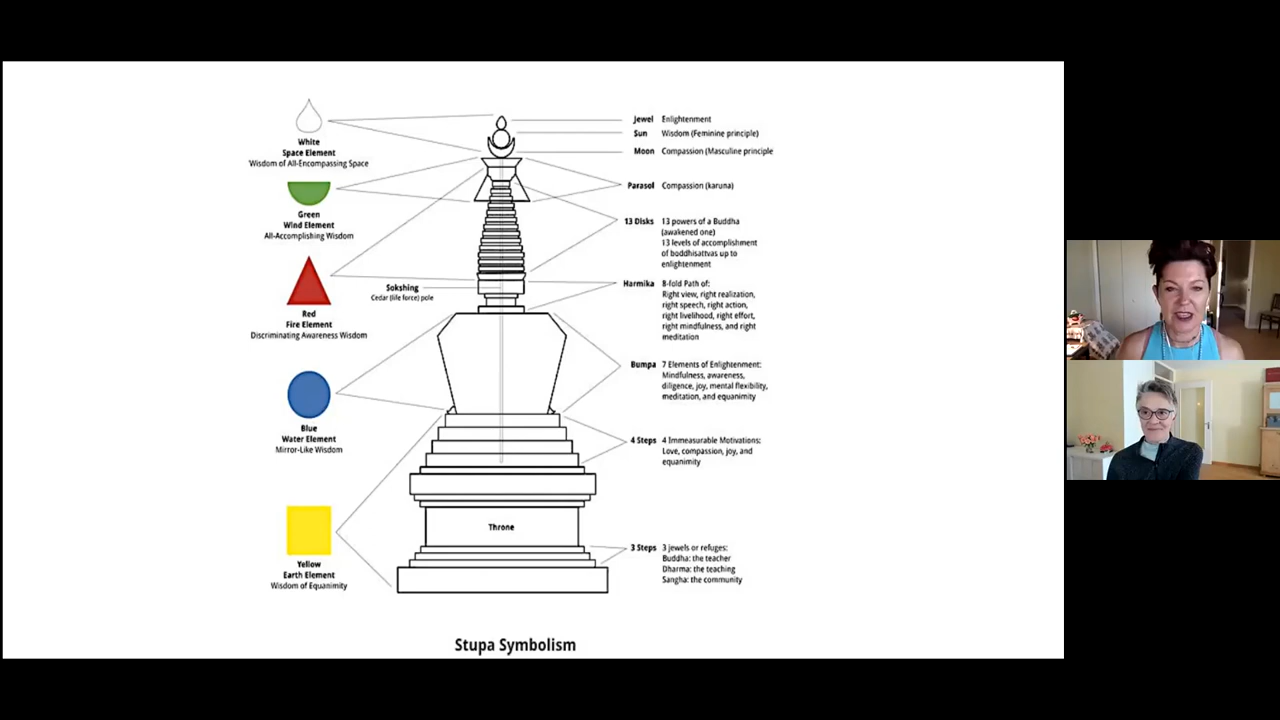 White
Space Element
Wisdom of All-Encompassing Space
Green
Wind Element
All-Accomplishing Wisdom
Red
Fire Element
Discriminating Awareness Wisdom
Blue
Water Element
Mirror-Like Wisdom
Yellow
Earth Element
Wisdom of Equanimity
Sokshing
Cedar (life force) pole
Throne
Jewel Enlightenment
Sun Wisdom (Feminine principle)
Moon Compassion (Masculine principle
Parasol Compassion (karuna)
13 Disks 13 powers of a Buddha
(awakened one)
13 levels of accomplishment
of boddhisattvas up to
enlightenment
Harmika 8-fold Path of:
Right view, right realization,
right speech, right action,
right livelihood, right effort,
right mindfulness, and right
meditation
Bumpa 7 Elements of Enlightenment:
Mindfulness, awareness,
diligence, joy, mental flexibility,
meditation, and equanimity
4 Steps 4 Immeasurable Motivations:
Love, compassion, joy, and
equanimity
3 Steps 3 jewels or refuges:
Buddha: the teacher
Dharma: the teaching
Sangha: the community
Stupa Symbolism